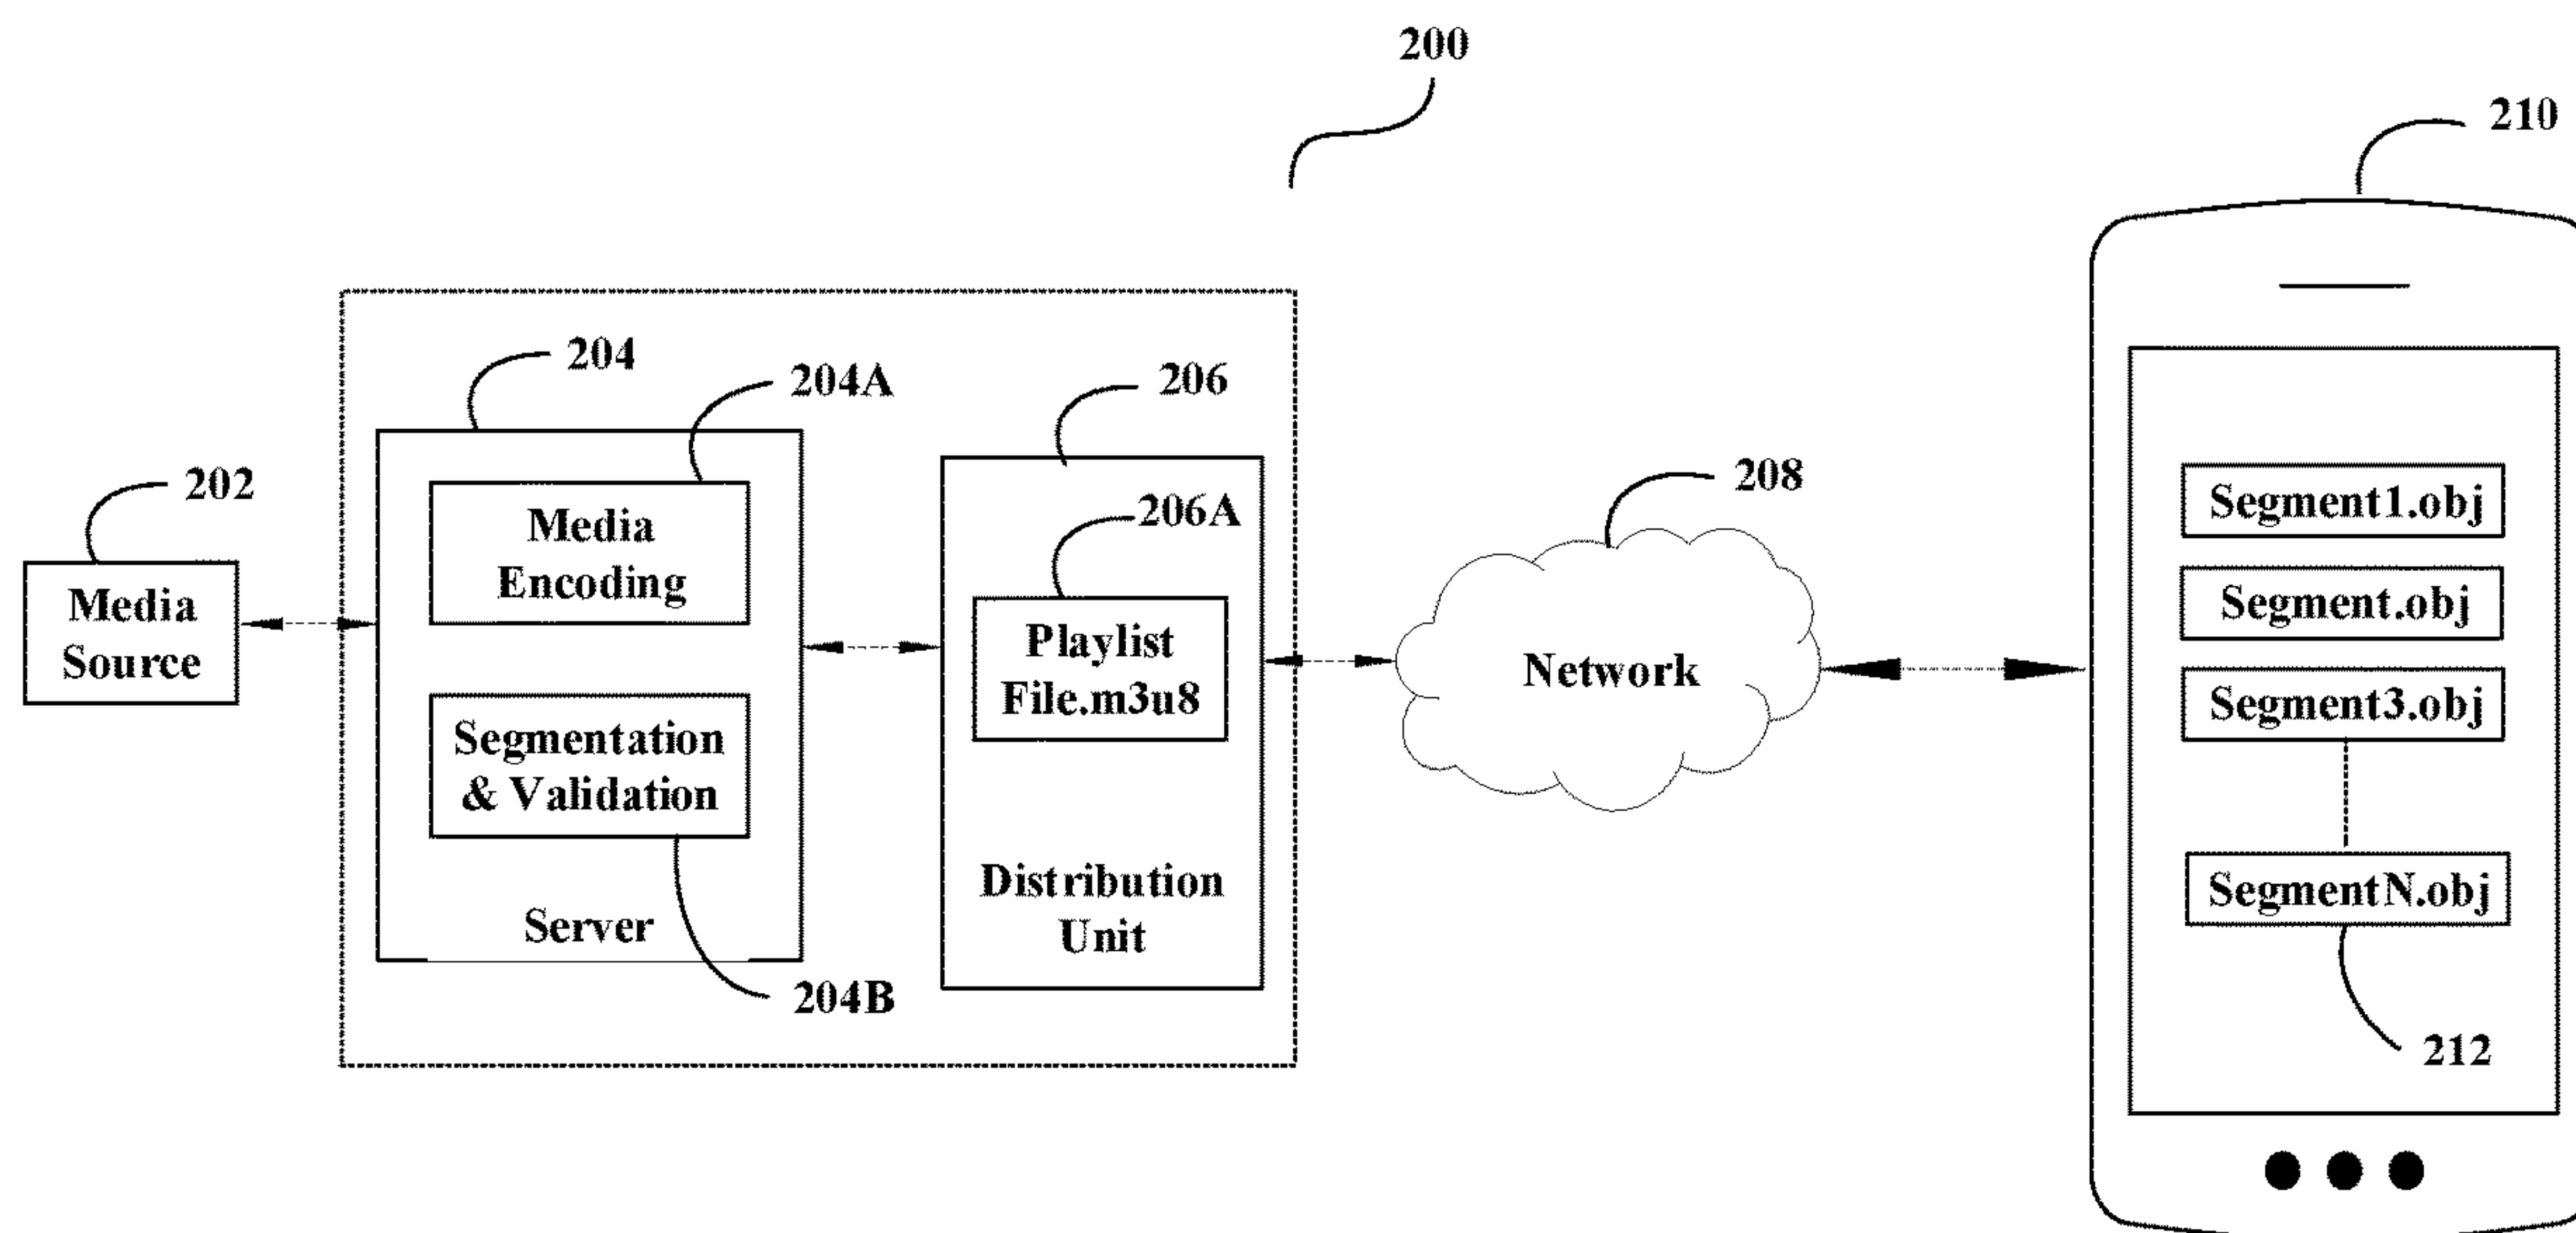 200
210
204
204A
206
202
206A
208
Media
Source
Media
Encoding
Segmentation
& Validation
Server
204B
Playlist
File.m3u8
Distribution
Unit
Network
Segment1.obj
Segment.obj
Segment3.obj
SegmentN.obj
212